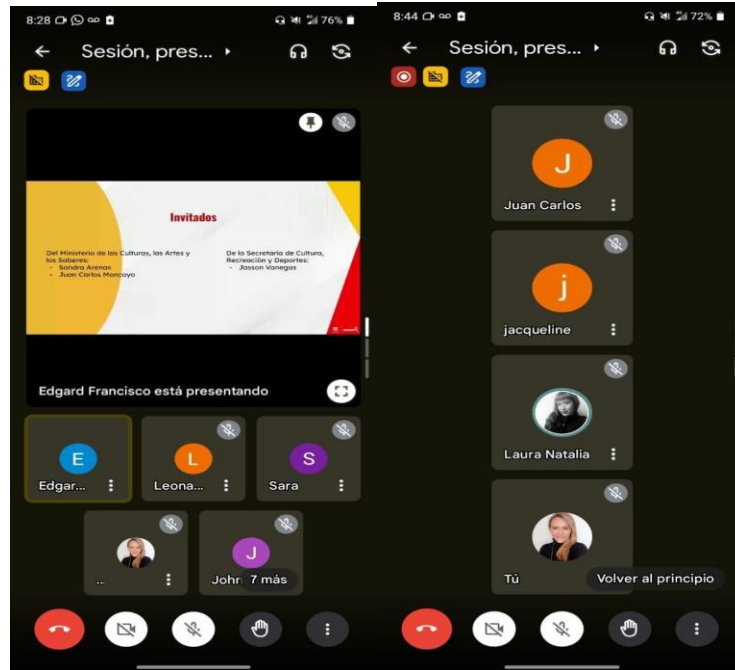 8:28
76%
Sesión, pres...
Invitados
Del Ministerio de las Culturas, las Artes y
los Saberes:
- Sandra Arenas
- Juan Carlos Moncayo
De la Secretaria de Cultura,
Recreación y Deportes:
- Jasson Vanegas
Edgard Francisco está presentando
E
L
S
Edgar...
Leona...
Sara
J
...
John
7 más
8:44
72%
Sesión, pres...
J
Juan Carlos
j
jacqueline
Laura Natalia
Tú
Volver al principio